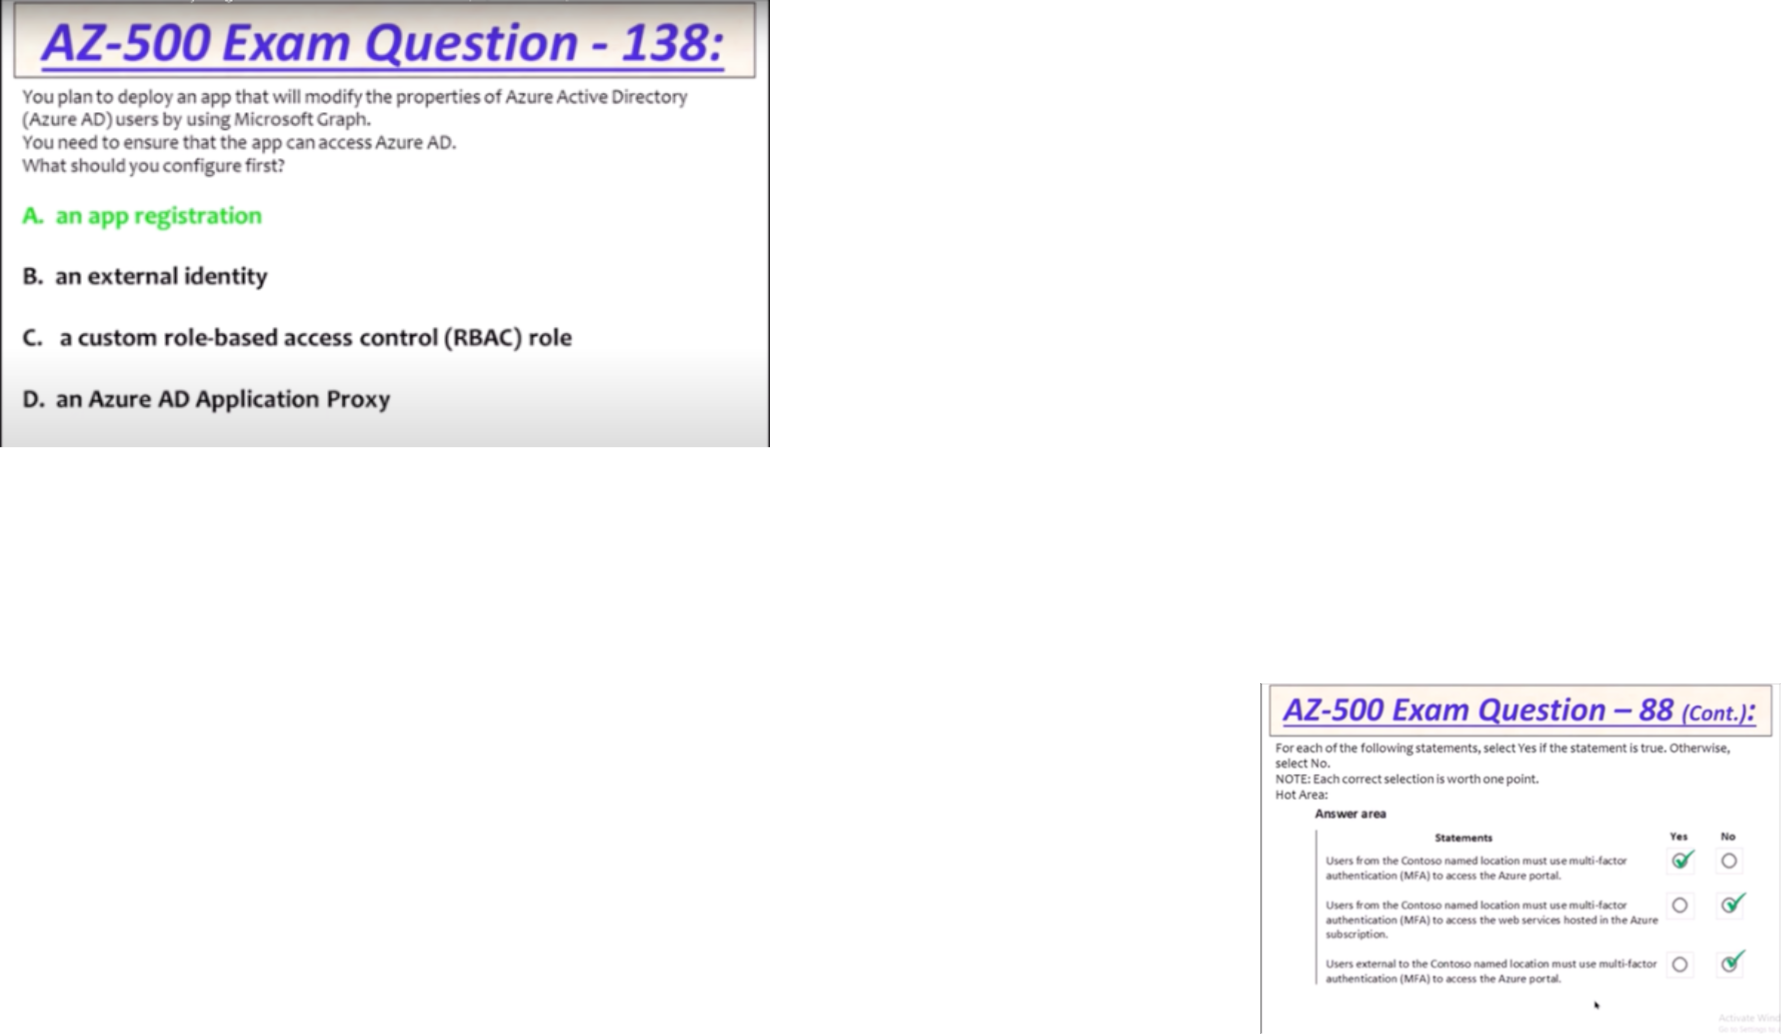 AZ-500 Exam Question - 138:
You plan to deploy an app that will modify the properties of Azure Active Directory
(Azure AD) users by using Microsoft Graph.
You need to ensure that the app can access Azure AD.
What should you configure first?
A. an app registration
B. an external identity
C. a custom role-based access control (RBAC) role
D. an Azure AD Application Proxy
AZ-500 Exam Question – 88 (Cont.):
For each of the following statements, select Yes if the statement is true. Otherwise,
select No.
NOTE: Each correct selection is worth one point.
Hot Area:
Answer area
Statements Yes No
Users from the Contoso named location must use multi-factor
authentication (MFA) to access the Azure portal.
Users from the Contoso named location must use multi-factor
authentication (MFA) to access the web services hosted in the Azure
subscription.
Users external to the Contoso named location must use multi-factor
authentication (MFA) to access the Azure portal.
Activate Wind
Go to Settings to